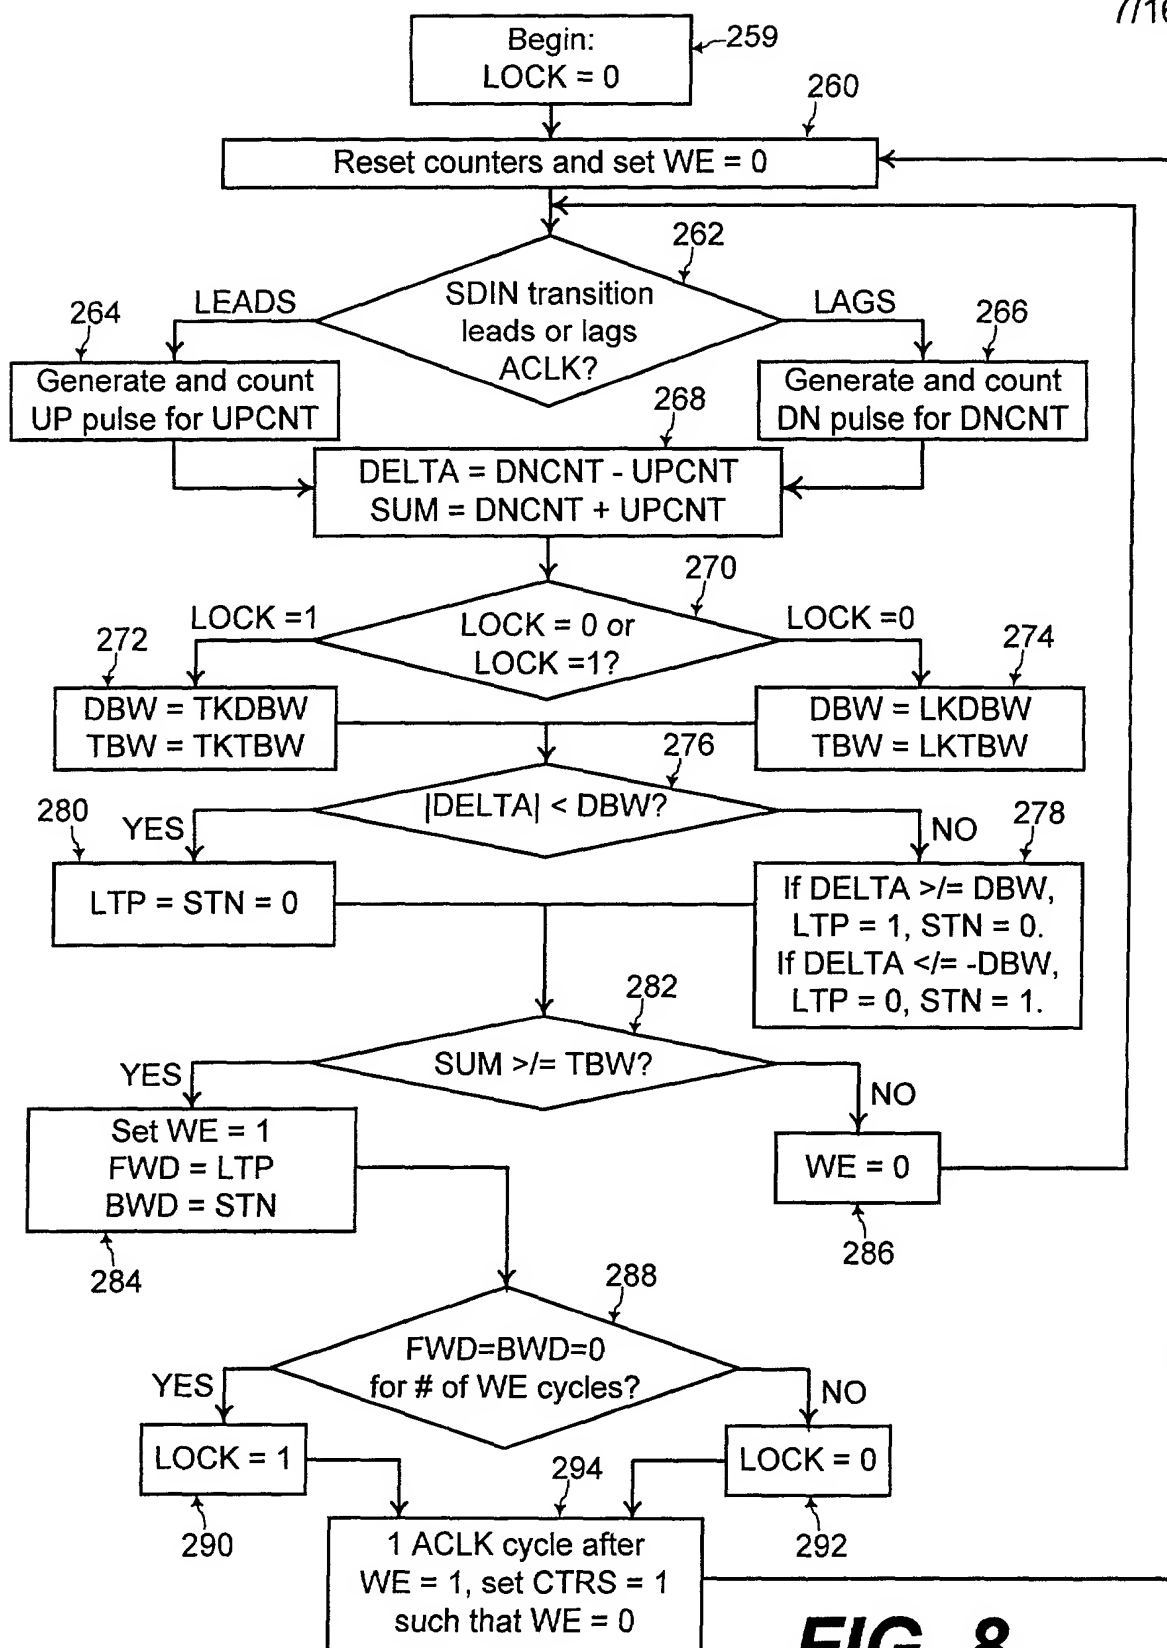 7/16
Begin:
LOCK = 0
259
260
Reset counters and set WE = 0
262
SDIN transition
leads or lags
ACLK?
LEADS
LAGS
264
266
Generate and count
UP pulse for UPCNT
Generate and count
DN pulse for DNCNT
268
DELTA = DNCNT - UPCNT
SUM = DNCNT + UPCNT
270
LOCK =1
LOCK = 0 or
LOCK =1?
LOCK =0
272
274
DBW = TKDBW
TBW = TKTBW
DBW = LKDBW
TBW = LKTBW
276
|DELTA| < DBW?
280
YES
NO
278
LTP = STN = 0
If DELTA >/= DBW,
LTP = 1, STN = 0.
If DELTA </= -DBW,
LTP = 0, STN = 1.
282
SUM >/= TBW?
YES
NO
Set WE = 1
FWD = LTP
BWD = STN
WE = 0
284
286
288
FWD=BWD=0
for # of WE cycles?
YES
NO
LOCK = 1
LOCK = 0
290
294
292
1 ACLK cycle after
WE = 1, set CTRS = 1
such that WE = 0
FIG. 8